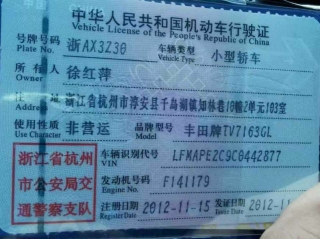 中华人民共和国机动车行驶证
Vehicle License of the People's Republic of China
号牌号码 浙AX3Z30 车辆类型 小型轿车
Plate No. Vehicle Type
所有人 徐红萍
Owner
住址 浙江省杭州市淳安县千岛湖镇知林巷10幢2单元103室
Address
使用性质 非营运 品牌型号 丰田牌TV7163GL
Use Character Model
浙江省杭州
市公安局交
通警察支队
车辆识别代号 LFMAPE2C9C0442877
VIN
发动机号码 F141179
Engine No.
注册日期 2012-11-15 发证日期 2012-11
Register Date Issue Date